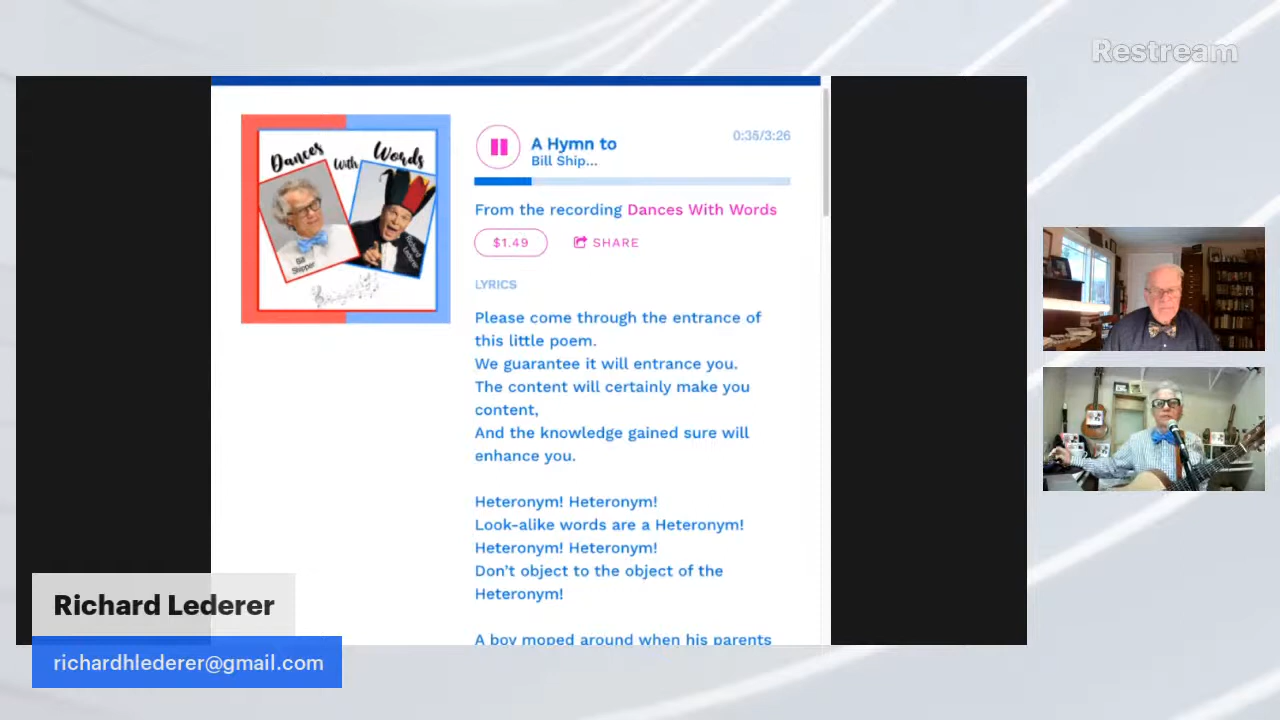 Restream
Dances With Words
Bill
Shipper
Richard
Lederer
A Hymn to
Bill Ship...
0:35/3:26
From the recording Dances With Words
$1.49
SHARE
LYRICS
Please come through the entrance of
this little poem.
We guarantee it will entrance you.
The content will certainly make you
content,
And the knowledge gained sure will
enhance you.
Heteronym! Heteronym!
Look-alike words are a Heteronym!
Heteronym! Heteronym!
Don't object to the object of the
Heteronym!
A boy moped around when his parents
Richard Lederer
richardhlederer@gmail.com